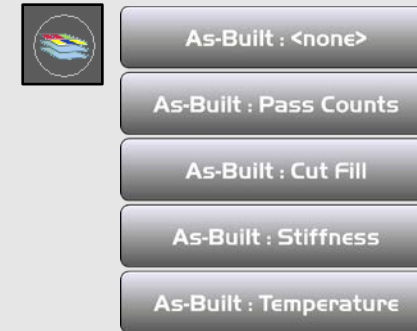 As-Built : <none>
As-Built : Pass Counts
As-Built : Cut Fill
As-Built : Stiffness
As-Built : Temperature